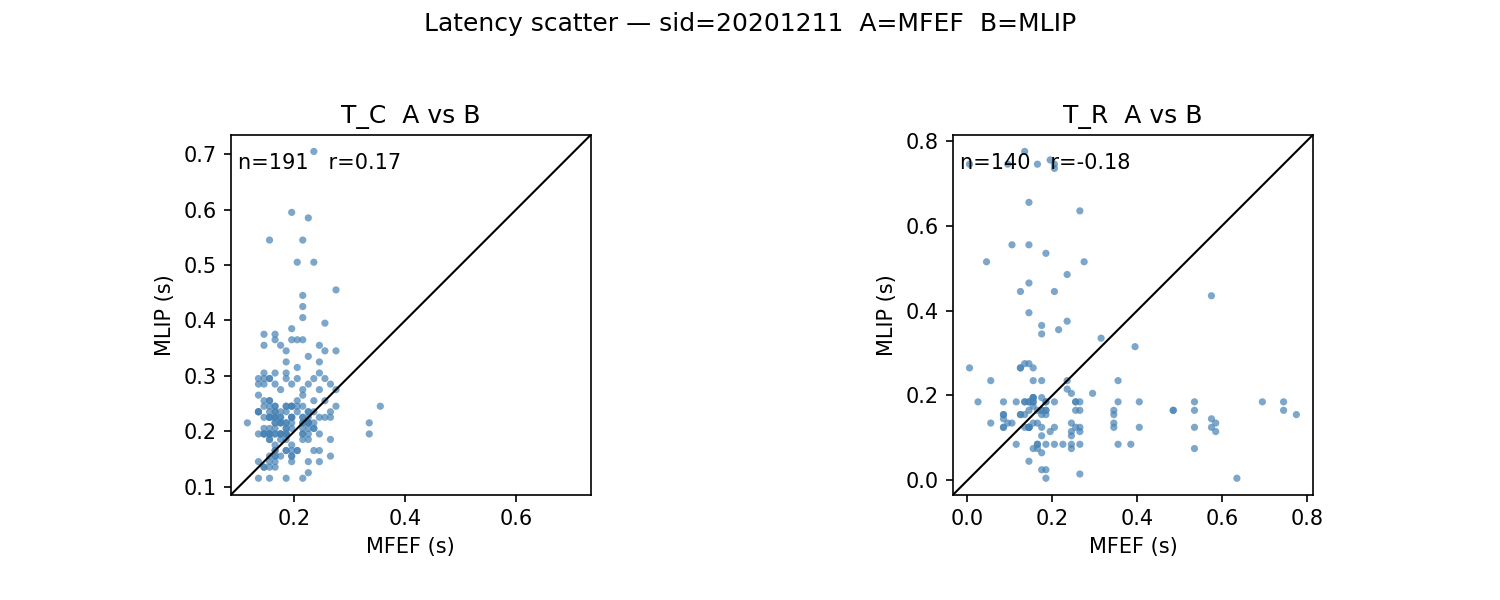 Latency scatter — sid=20201211  A=MFEF  B=MLIP
T_C  A vs B
n=191   r=0.17
MLIP (s)
0.7
0.6
0.5
0.4
0.3
0.2
0.1
0.2 0.4 0.6
MFEF (s)
T_R  A vs B
n=140   r=-0.18
MLIP (s)
0.8
0.6
0.4
0.2
0.0
0.0 0.2 0.4 0.6 0.8
MFEF (s)